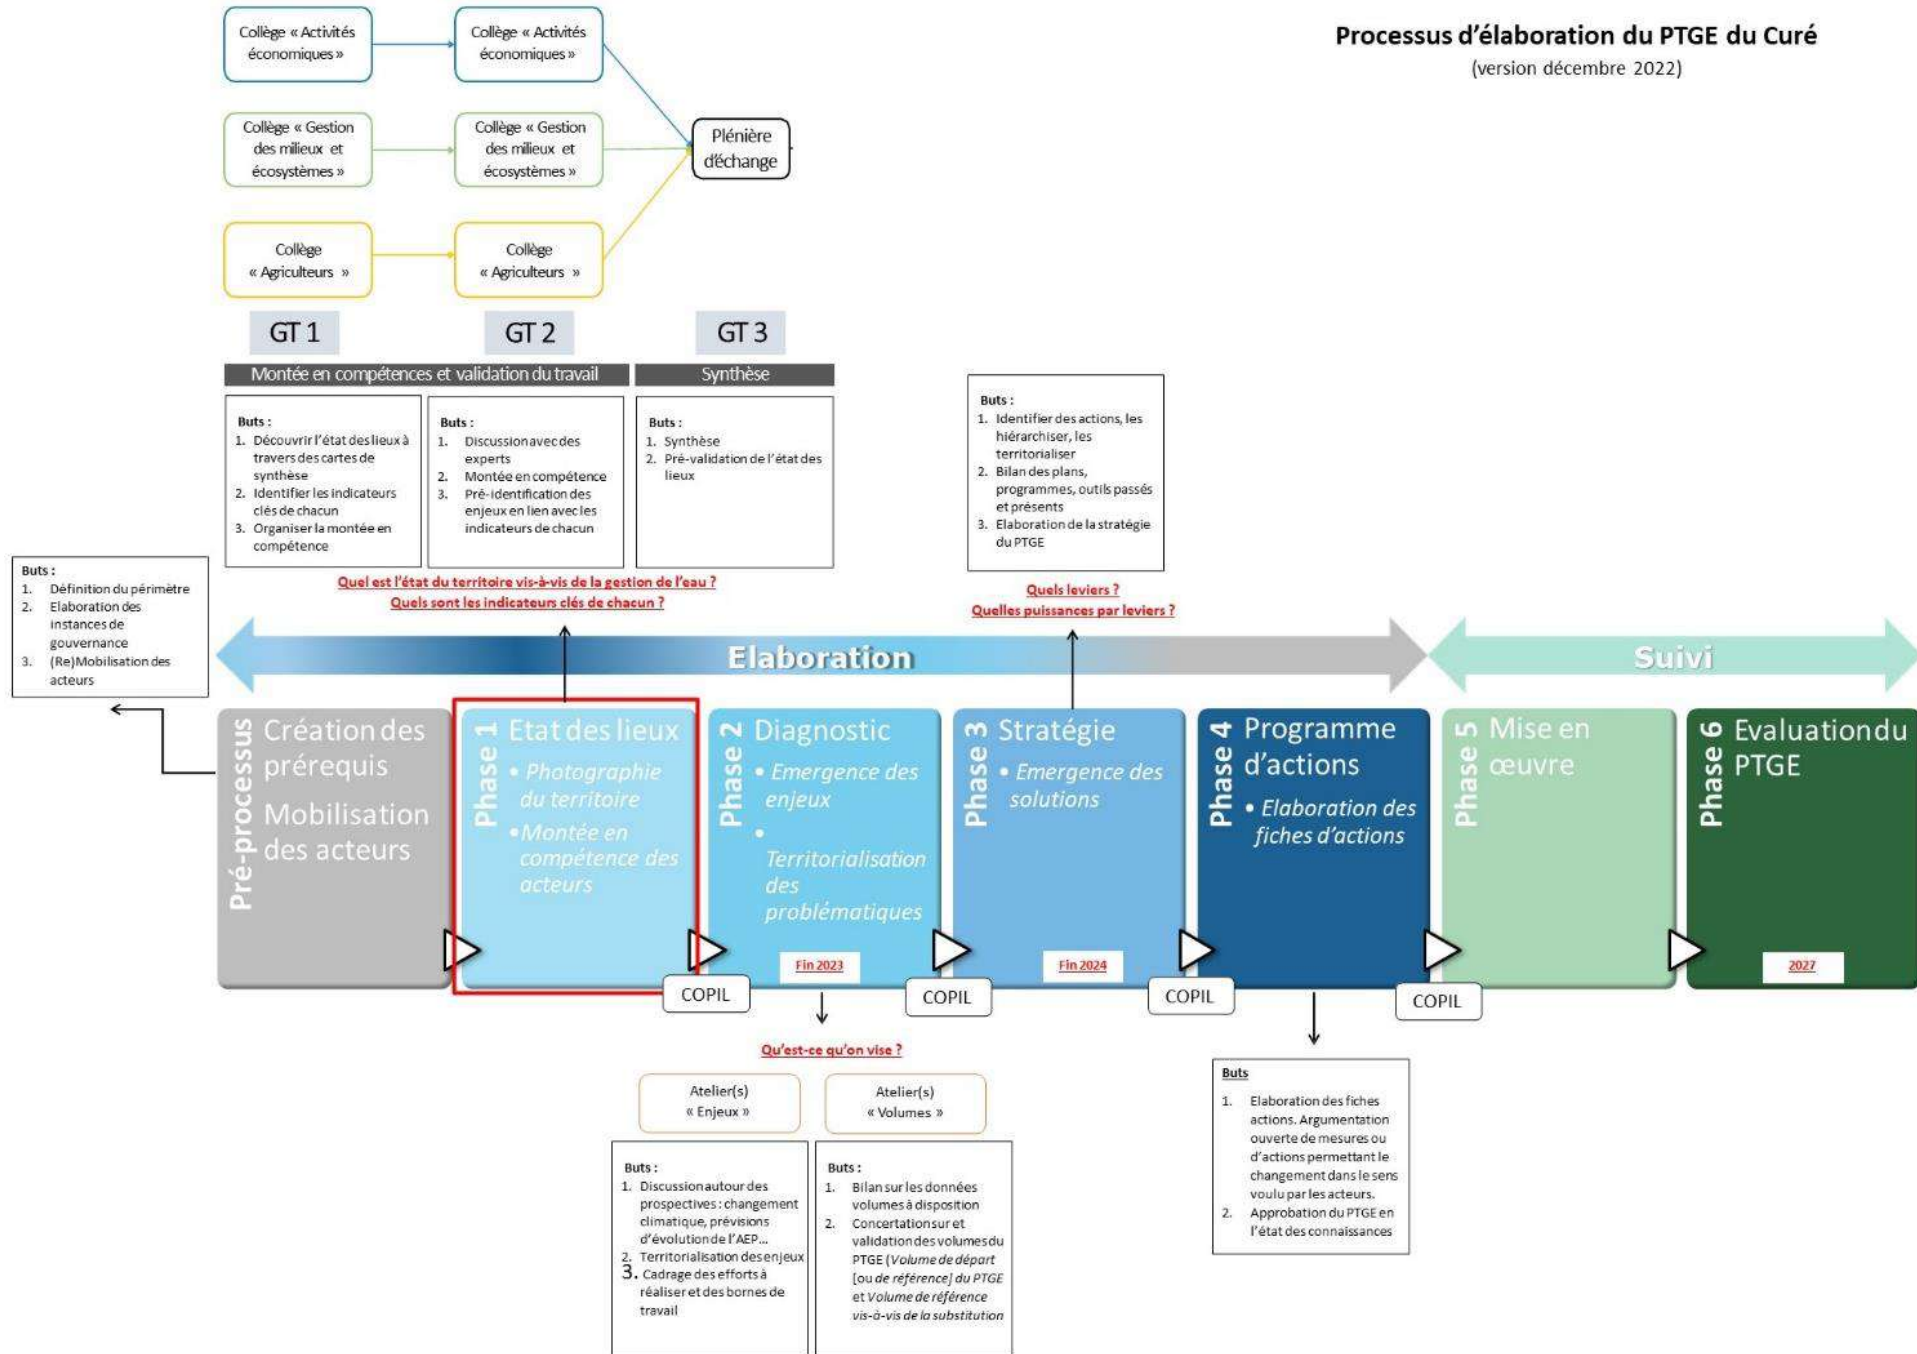 Processus d'élaboration du PTGE du Curé
(version décembre 2022)
Collège « Activités
économiques »
Collège « Activités
économiques »
Collège « Gestion
des milieux et
écosystèmes »
Collège « Gestion
des milieux et
écosystèmes »
Plénière
d'échange
Collège
« Agriculteurs »
Collège
« Agriculteurs »
GT 1
GT 2
GT 3
Montée en compétences et validation du travail
Synthèse
Buts :
1. Découvrir l'état des lieux à
travers des cartes de
synthèse
2. Identifier les indicateurs
clés de chacun
3. Organiser la montée en
compétence
Buts :
1. Discussion avec des
experts
2. Montée en compétence
3. Pré-identification des
enjeux en lien avec les
indicateurs de chacun
Buts :
1. Synthèse
2. Pré-validation de l'état des
lieux
Buts :
1. Identifier des actions, les
hiérarchiser, les
territorialiser
2. Bilan des plans,
programmes, outils passés
et présents
3. Elaboration de la stratégie
du PTGE
Buts :
1. Définition du périmètre
2. Elaboration des
instances de
gouvernance
3. (Re)Mobilisation des
acteurs
Quel est l'état du territoire vis-à-vis de la gestion de l'eau ?
Quels sont les indicateurs clés de chacun ?
Quels leviers ?
Quelles puissances par leviers ?
Elaboration
Suivi
Pré-processus
Création des
prérequis
Mobilisation
des acteurs
Phase 1
Etat des lieux
• Photographie
du territoire
•Montée en
compétence des
acteurs
Phase 2
Diagnostic
• Emergence des
enjeux
•
Territorialisation
des
problématiques
Fin 2023
Phase 3
Stratégie
• Emergence des
solutions
Fin 2024
Phase 4
Programme
d'actions
• Elaboration des
fiches d'actions
Phase 5
Mise en
œuvre
Phase 6
Evaluation du
PTGE
2027
COPIL
COPIL
COPIL
COPIL
Qu'est-ce qu'on vise ?
Atelier(s)
« Enjeux »
Atelier(s)
« Volumes »
Buts :
1. Discussion autour des
prospectives : changement
climatique, prévisions
d'évolution de l'AEP...
2. Territorialisation des enjeux
3. Cadrage des efforts à
réaliser et des bornes de
travail
Buts :
1. Bilan sur les données
volumes à disposition
2. Concertation sur et
validation des volumes du
PTGE (Volume de départ
[ou de référence] du PTGE
et Volume de référence
vis-à-vis de la substitution
Buts
1. Elaboration des fiches
actions. Argumentation
ouverte de mesures ou
d'actions permettant le
changement dans le sens
voulu par les acteurs.
2. Approbation du PTGE en
l'état des connaissances